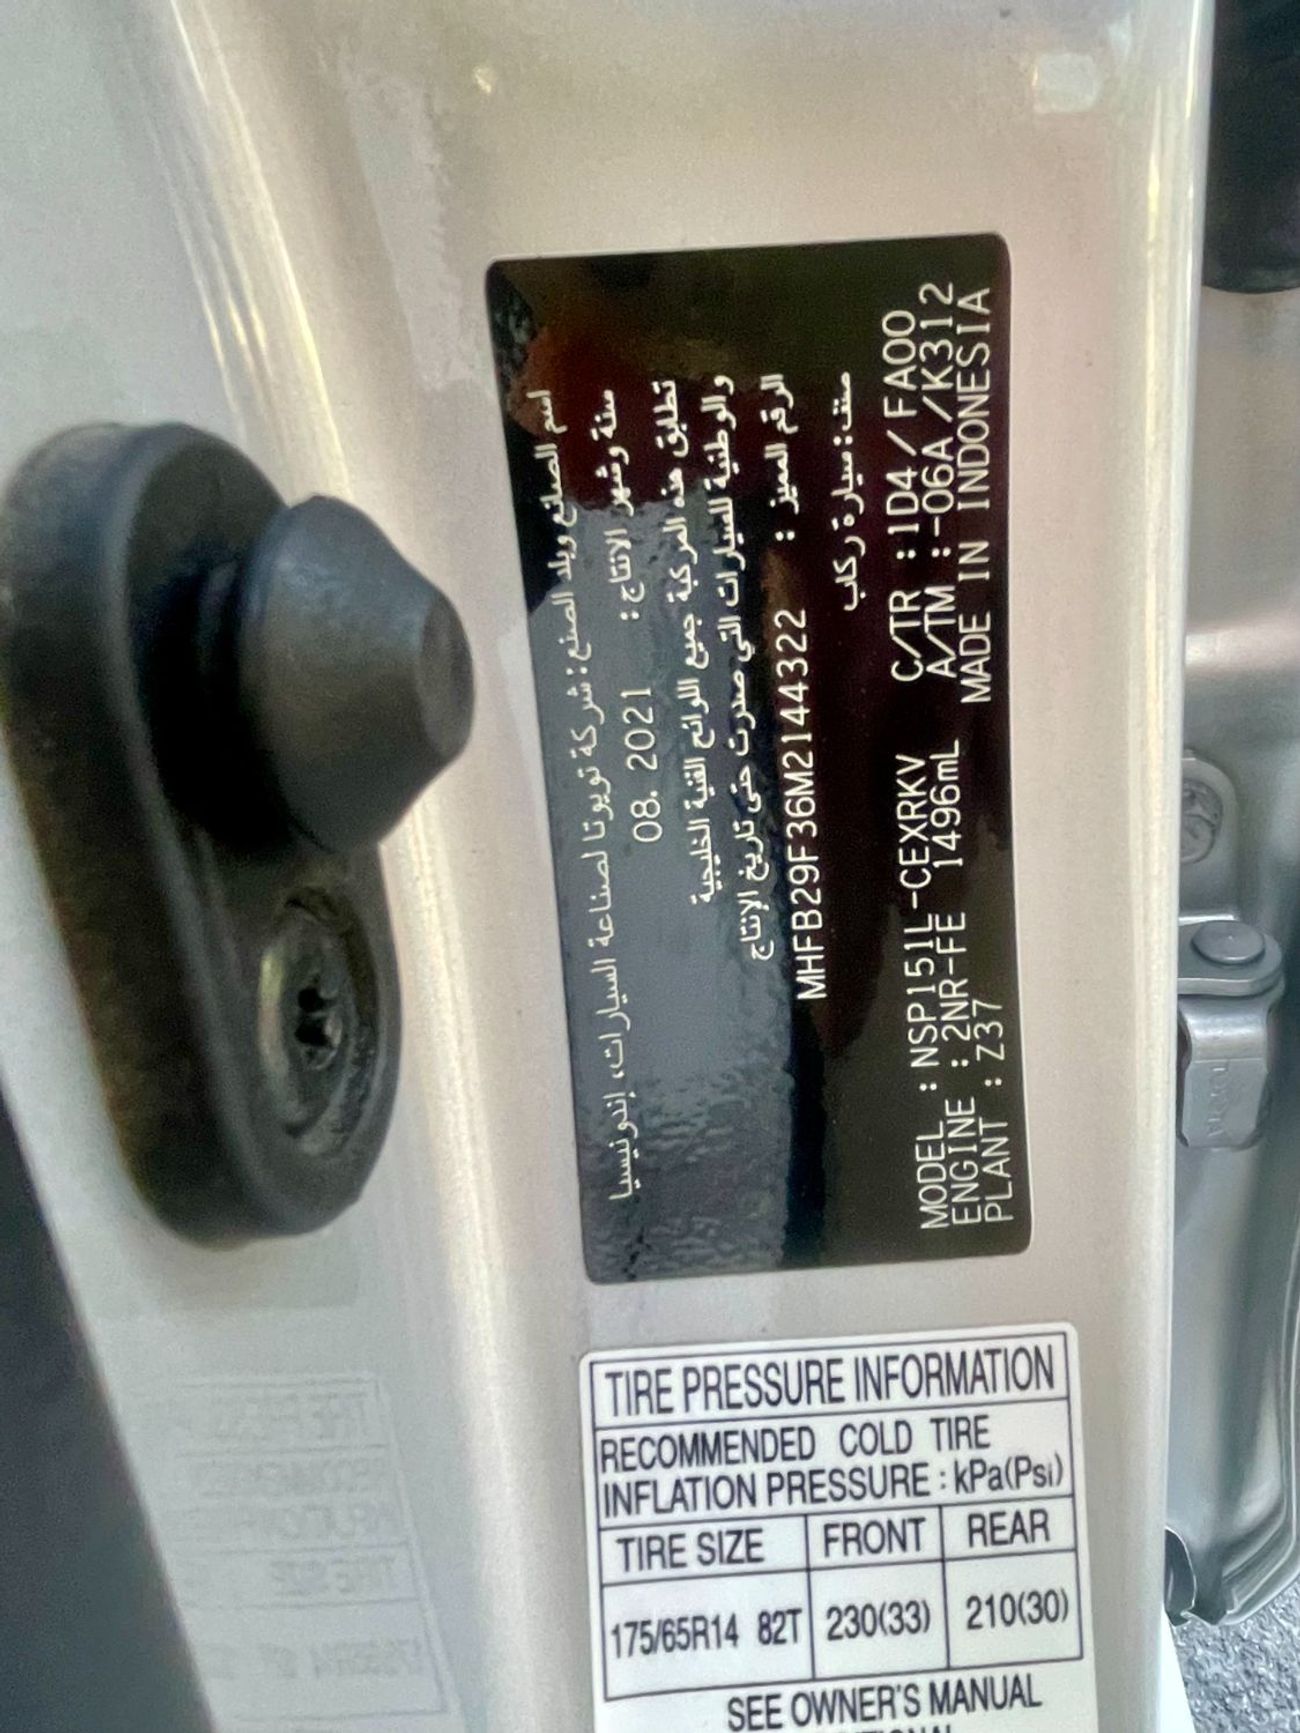 اسم الصانع وبلد الصنع : شركة تويوتا لصناعة السيارات، إندونيسيا
سنة وشهر الانتاج : 08. 2021
تطابق هذه المركبة جميع اللوائح الفنية الخليجية
والوطنية للسيارات التي صدرت حتى تاريخ الإنتاج
الرقم المميز : MHFB29F36M2144322
صنف : سيارة ركاب
MODEL : NSP151L-CEXRKV C/TR : 1D4/FA00
ENGINE : 2NR-FE 1496mL A/TM : -06A/K312
PLANT : Z37 MADE IN INDONESIA
TIRE PRESSURE INFORMATION
RECOMMENDED COLD TIRE
INFLATION PRESSURE : kPa(Psi)
TIRE SIZE FRONT REAR
175/65R14 82T 230(33) 210(30)
SEE OWNER'S MANUAL